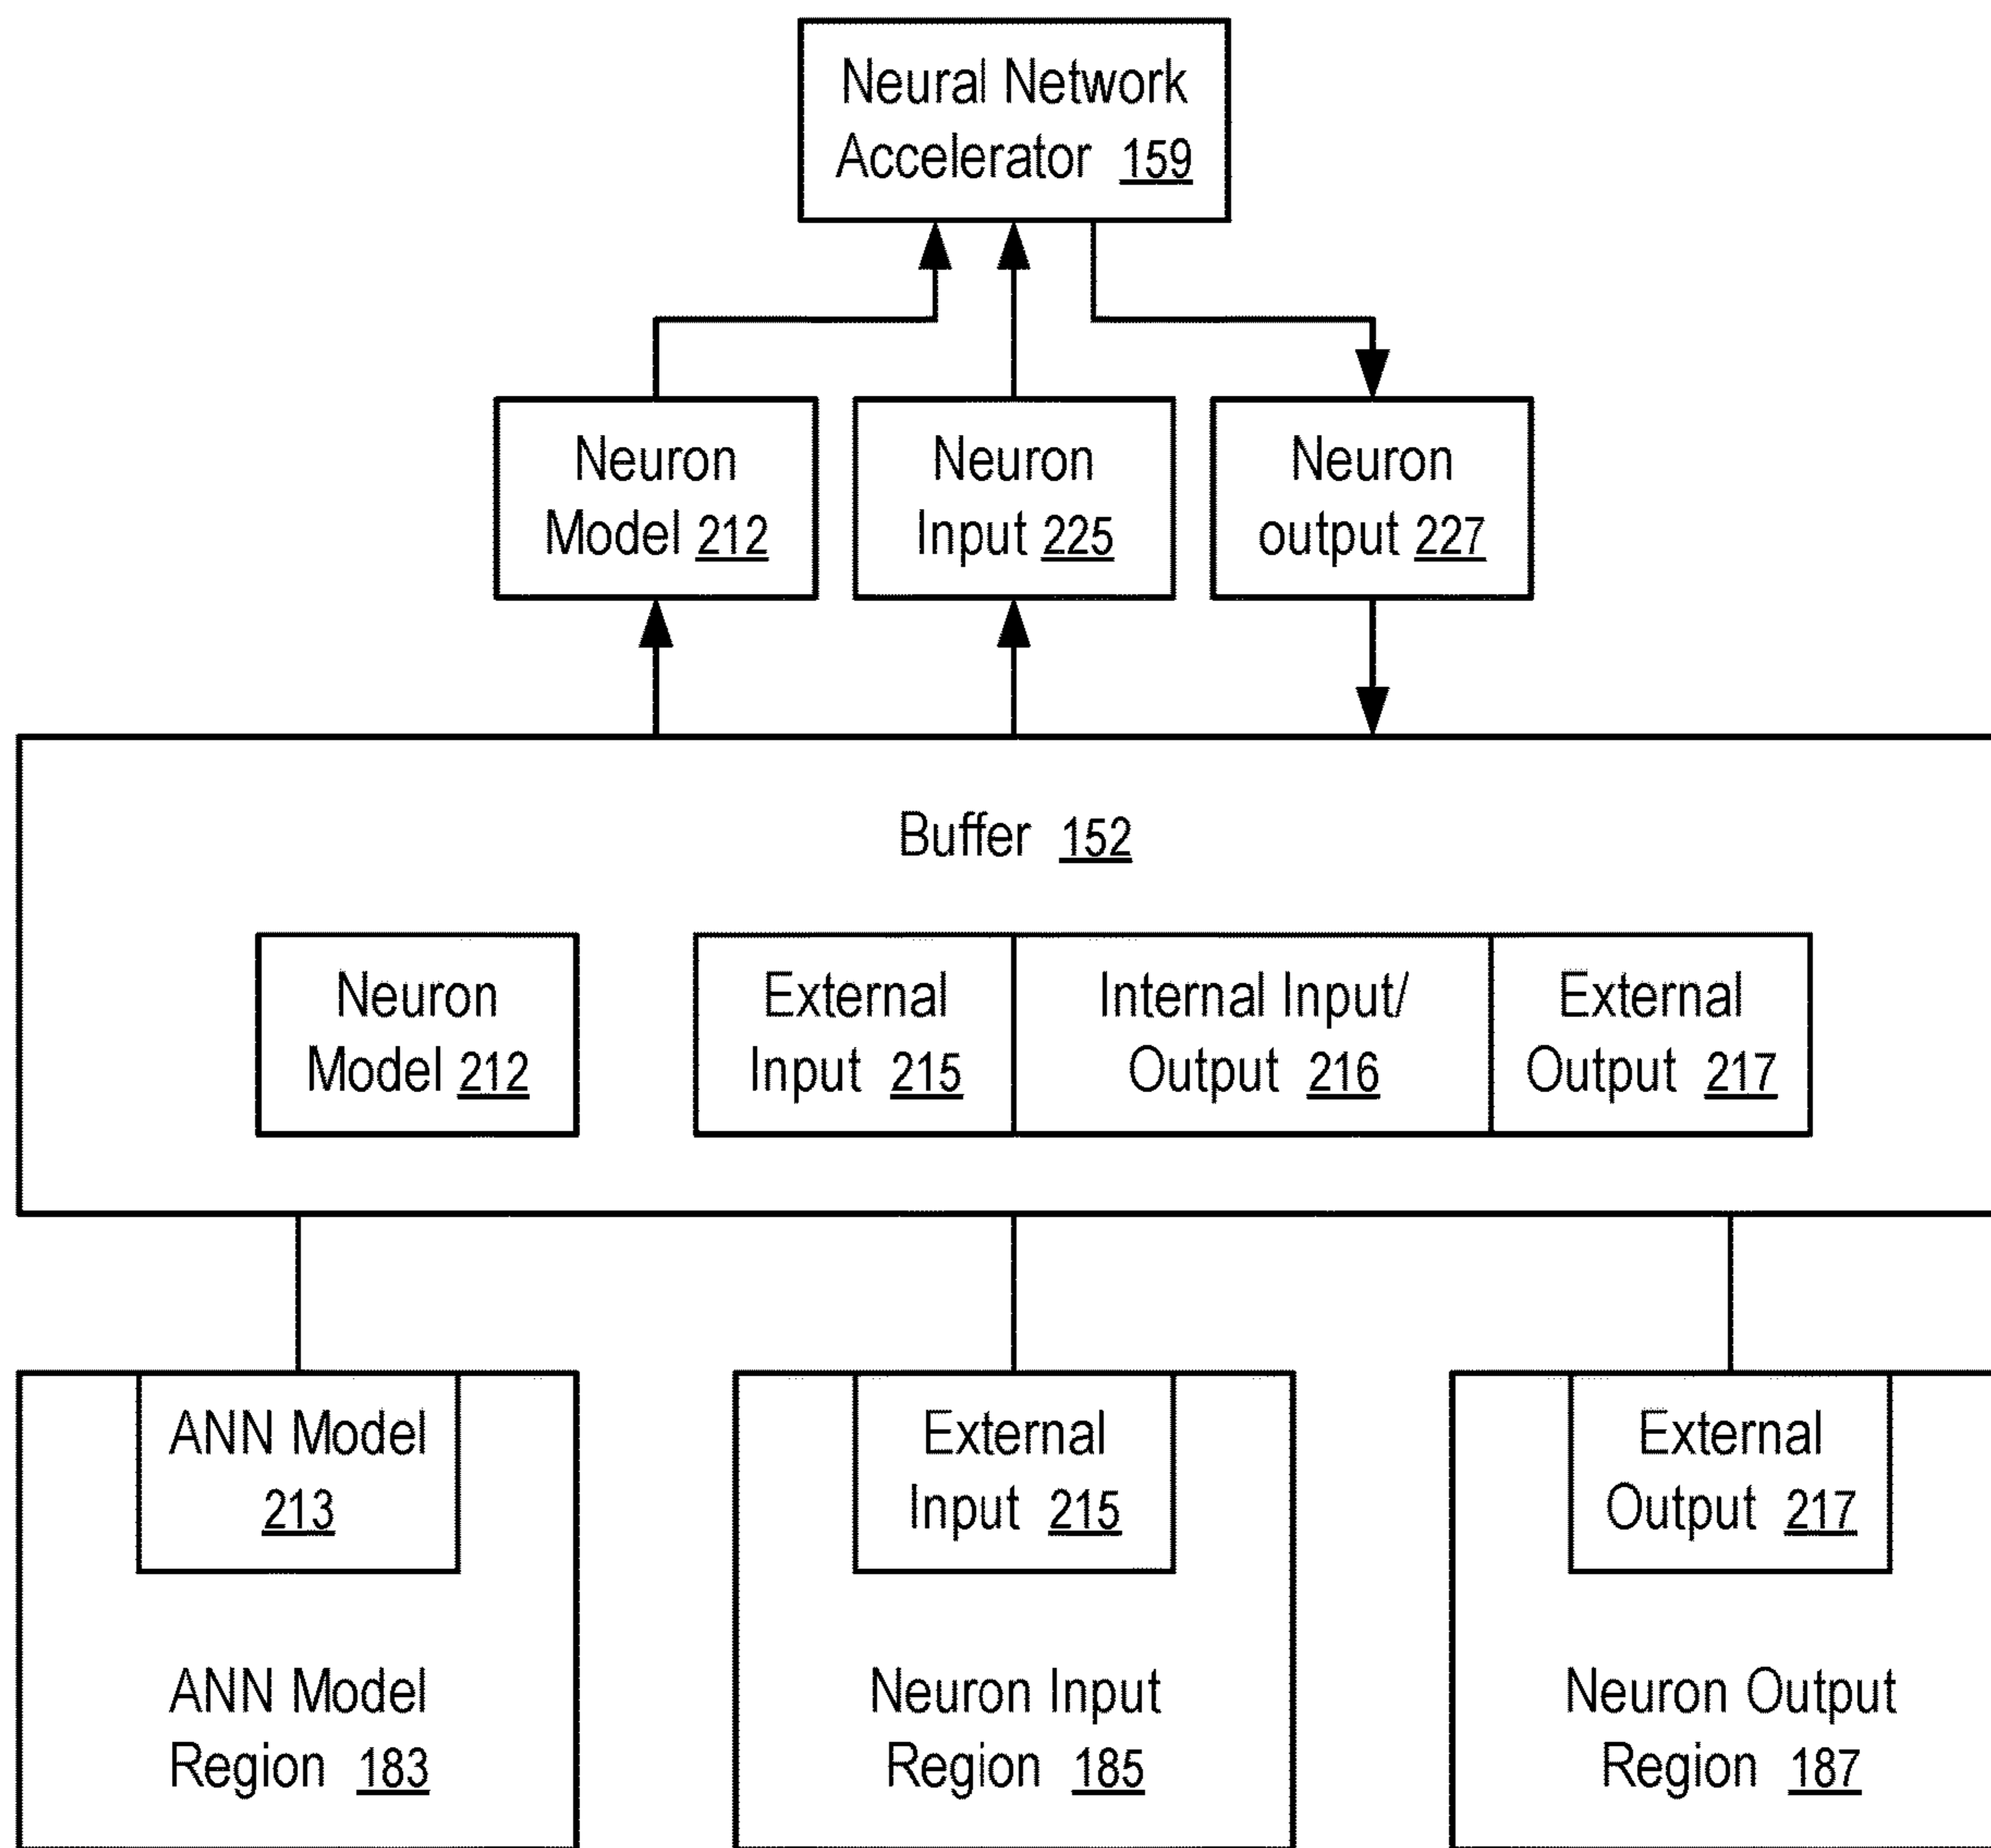 Neural Network
Accelerator 159
Neuron
Model 212
Neuron
Input 225
Neuron
output 227
Buffer 152
Neuron
Model 212
External
Input 215
Internal Input/
Output 216
External
Output 217
ANN Model
213
ANN Model
Region 183
External
Input 215
Neuron Input
Region 185
External
Output 217
Neuron Output
Region 187